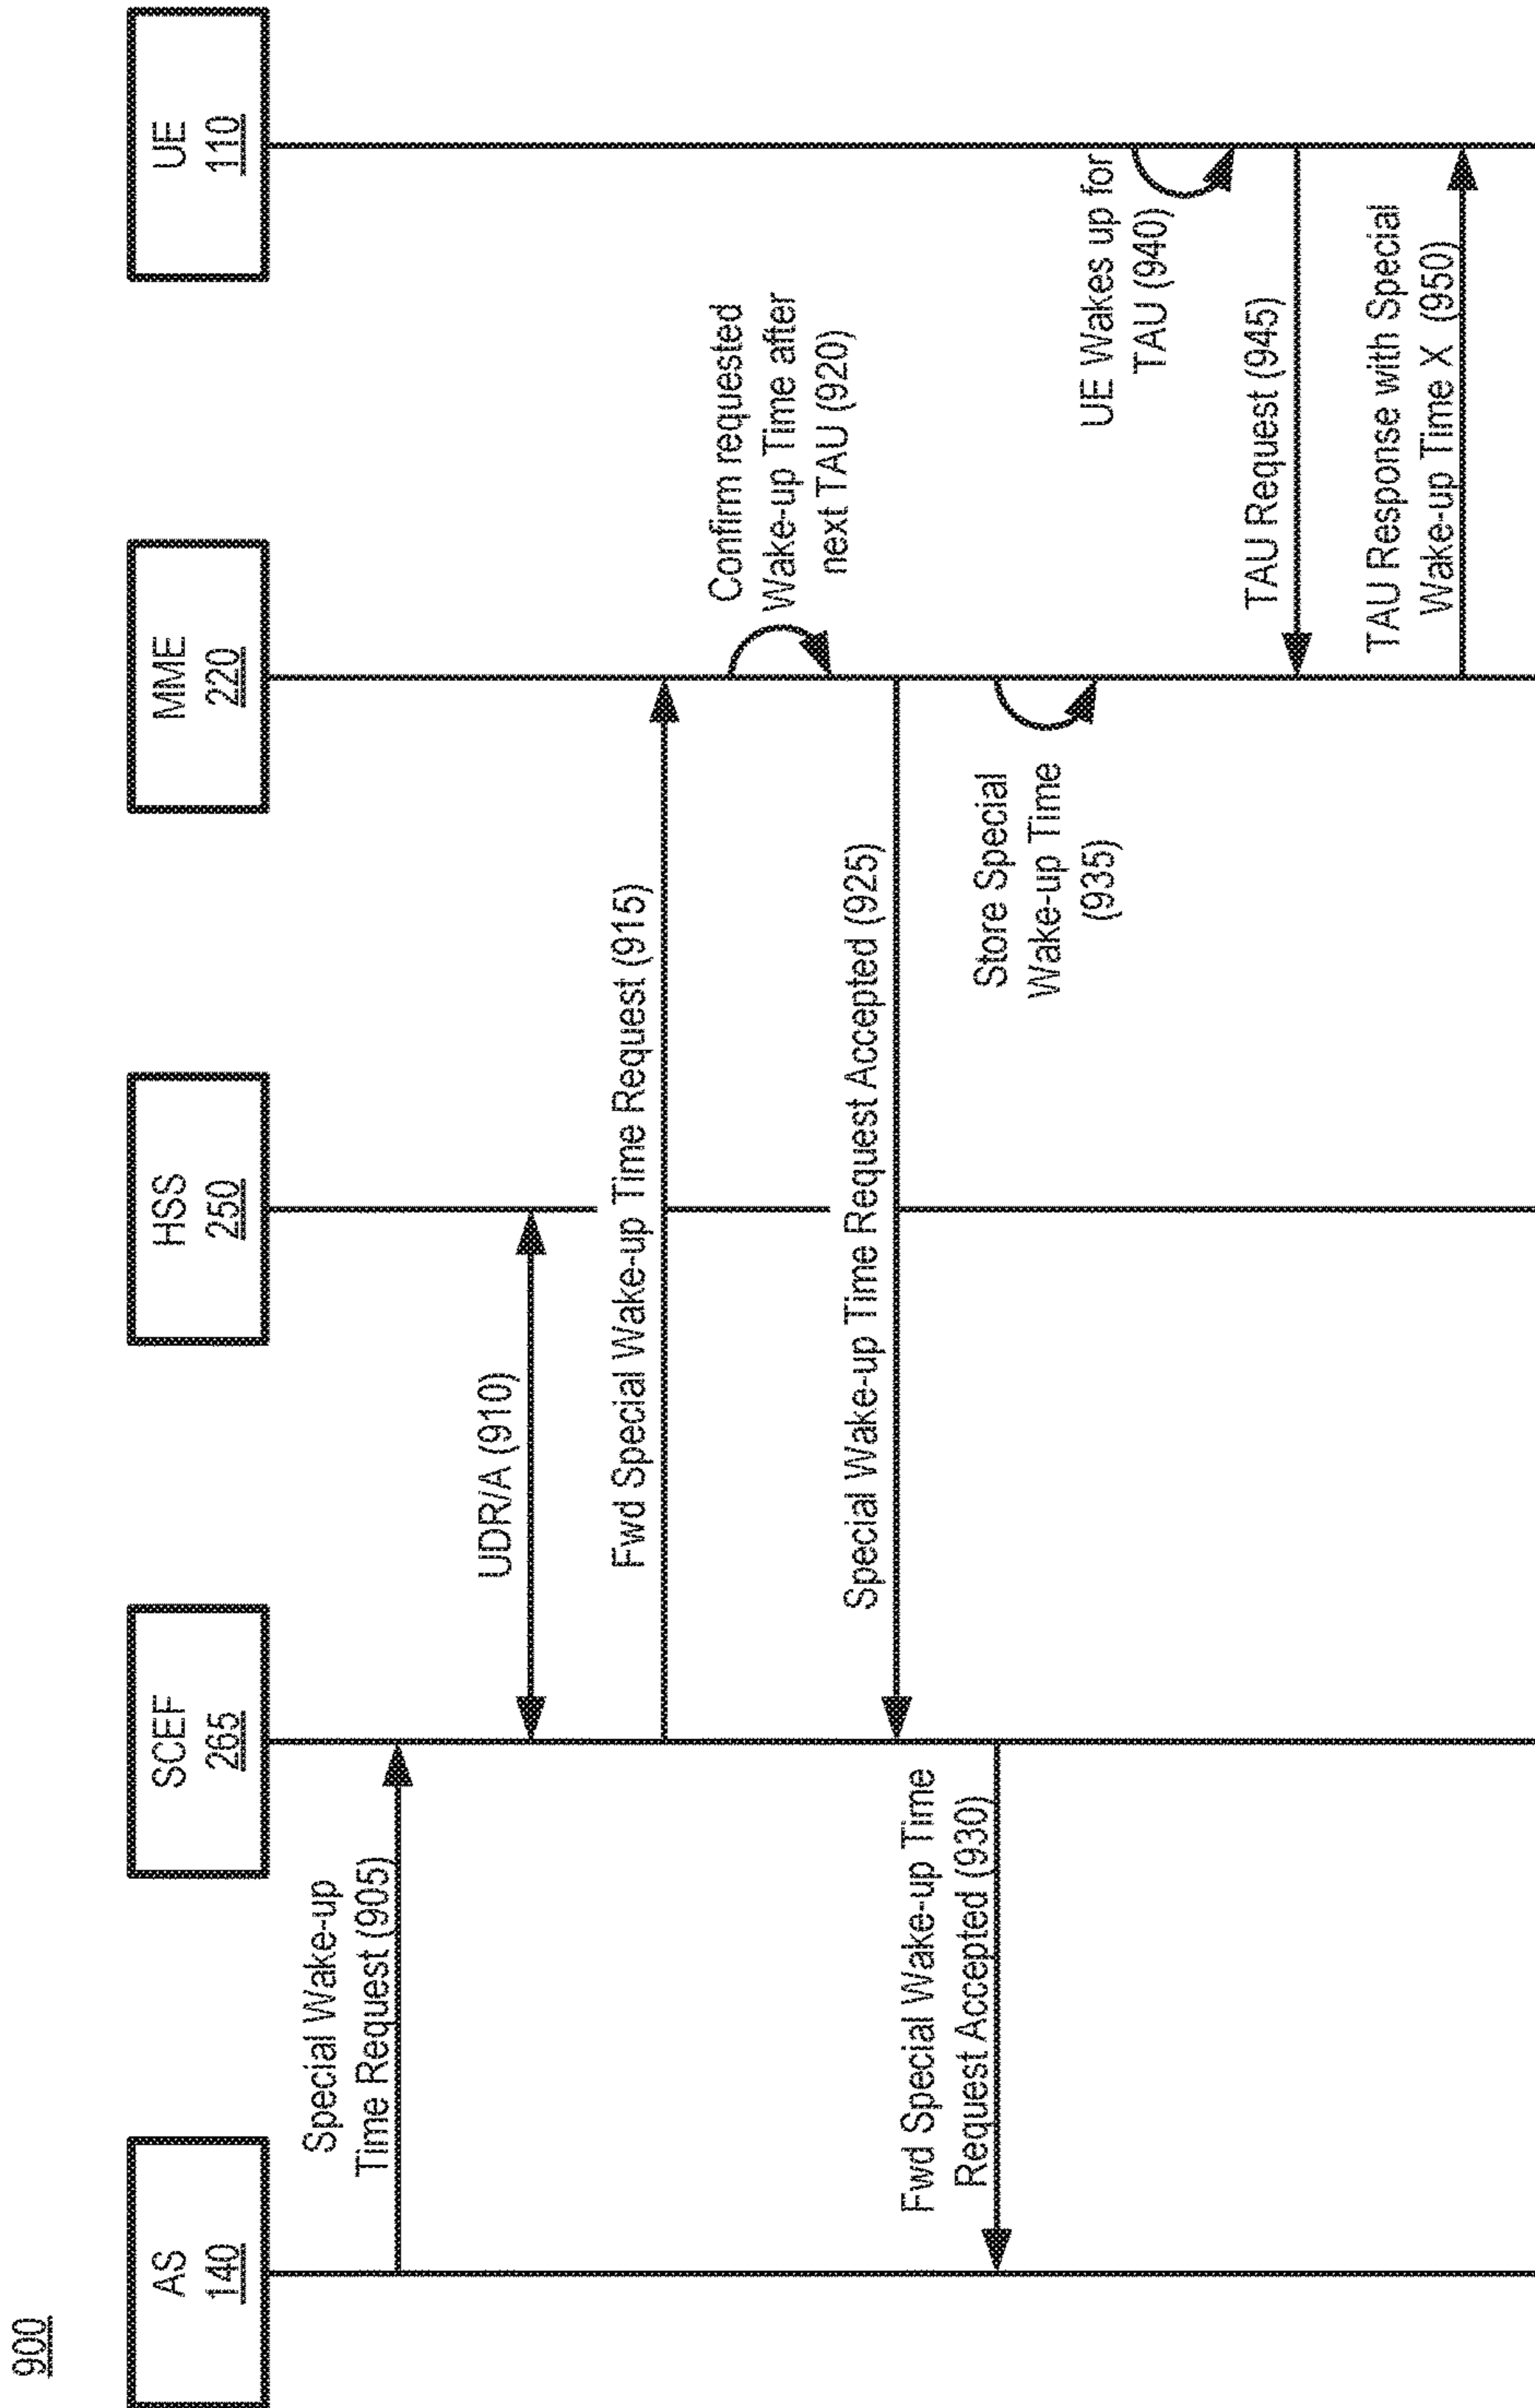 900
AS
140
SCEF
265
HSS
250
MME
220
UE
110
Special Wake-up
Time Request (905)
UDR/A (910)
Fwd Special Wake-up Time Request (915)
Confirm requested
Wake-up Time after
next TAU (920)
Special Wake-up Time Request Accepted (925)
Fwd Special Wake-up Time
Request Accepted (930)
Store Special
Wake-up Time
(935)
UE Wakes up for
TAU (940)
TAU Request (945)
TAU Response with Special
Wake-up Time X (950)